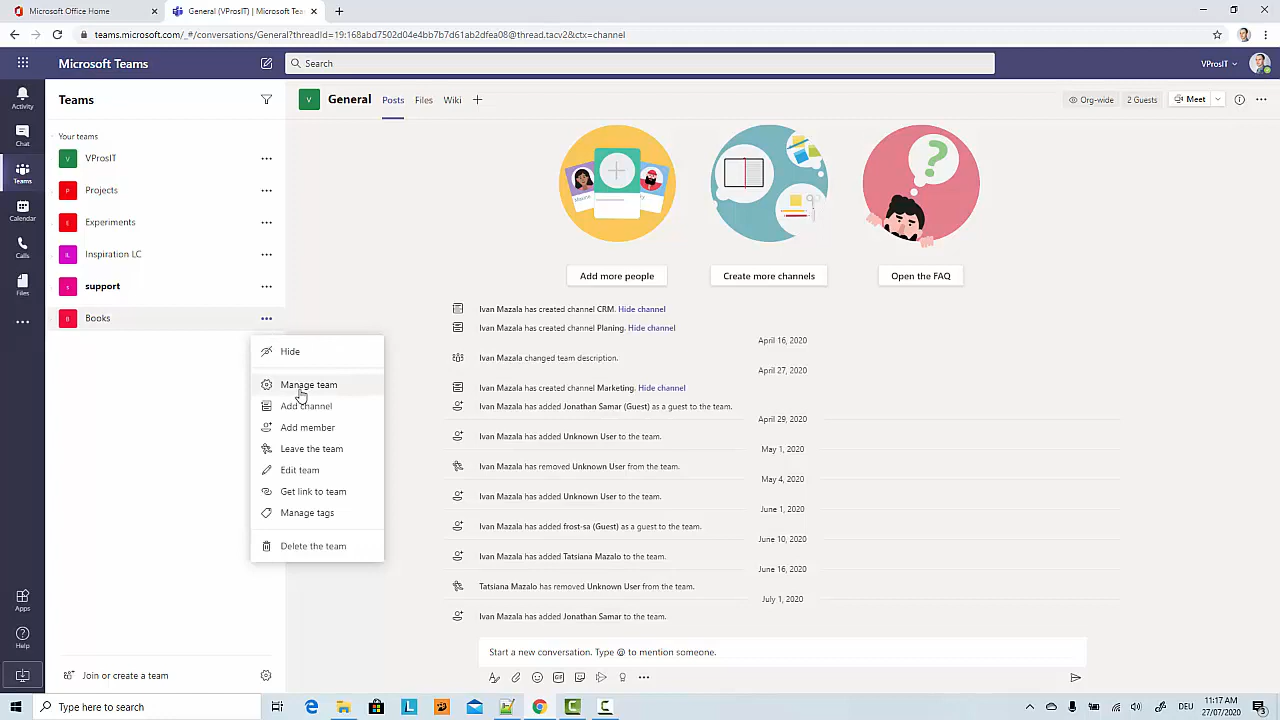 Microsoft Office Home
General (VProsIT) | Microsoft Tea
teams.microsoft.com/_#/conversations/General?threadId=19:168abd7502d04e4bb7b7d61ab2dfea08@thread.tacv2&ctx=channel
Microsoft Teams
Search
VProsIT
Activity
Chat
Teams
Calendar
Calls
Files
Apps
Help
Teams
Your teams
V VProsIT
P Projects
E Experiments
IL Inspiration LC
s support
B Books
Hide
Manage team
Add channel
Add member
Leave the team
Edit team
Get link to team
Manage tags
Delete the team
Join or create a team
V General Posts Files Wiki
Org-wide 2 Guests Meet
Add more people
Create more channels
Open the FAQ
Ivan Mazala has created channel CRM. Hide channel
Ivan Mazala has created channel Planing. Hide channel
April 16, 2020
Ivan Mazala changed team description.
April 27, 2020
Ivan Mazala has created channel Marketing. Hide channel
Ivan Mazala has added Jonathan Samar (Guest) as a guest to the team.
April 29, 2020
Ivan Mazala has added Unknown User to the team.
May 1, 2020
Ivan Mazala has removed Unknown User from the team.
May 4, 2020
Ivan Mazala has added Unknown User to the team.
June 1, 2020
Ivan Mazala has added frost-sa (Guest) as a guest to the team.
June 10, 2020
Ivan Mazala has added Tatsiana Mazalo to the team.
June 16, 2020
Tatsiana Mazalo has removed Unknown User from the team.
July 1, 2020
Ivan Mazala has added Jonathan Samar to the team.
Start a new conversation. Type @ to mention someone.
Type here to search
DEU
11:17 AM
27/07/2020